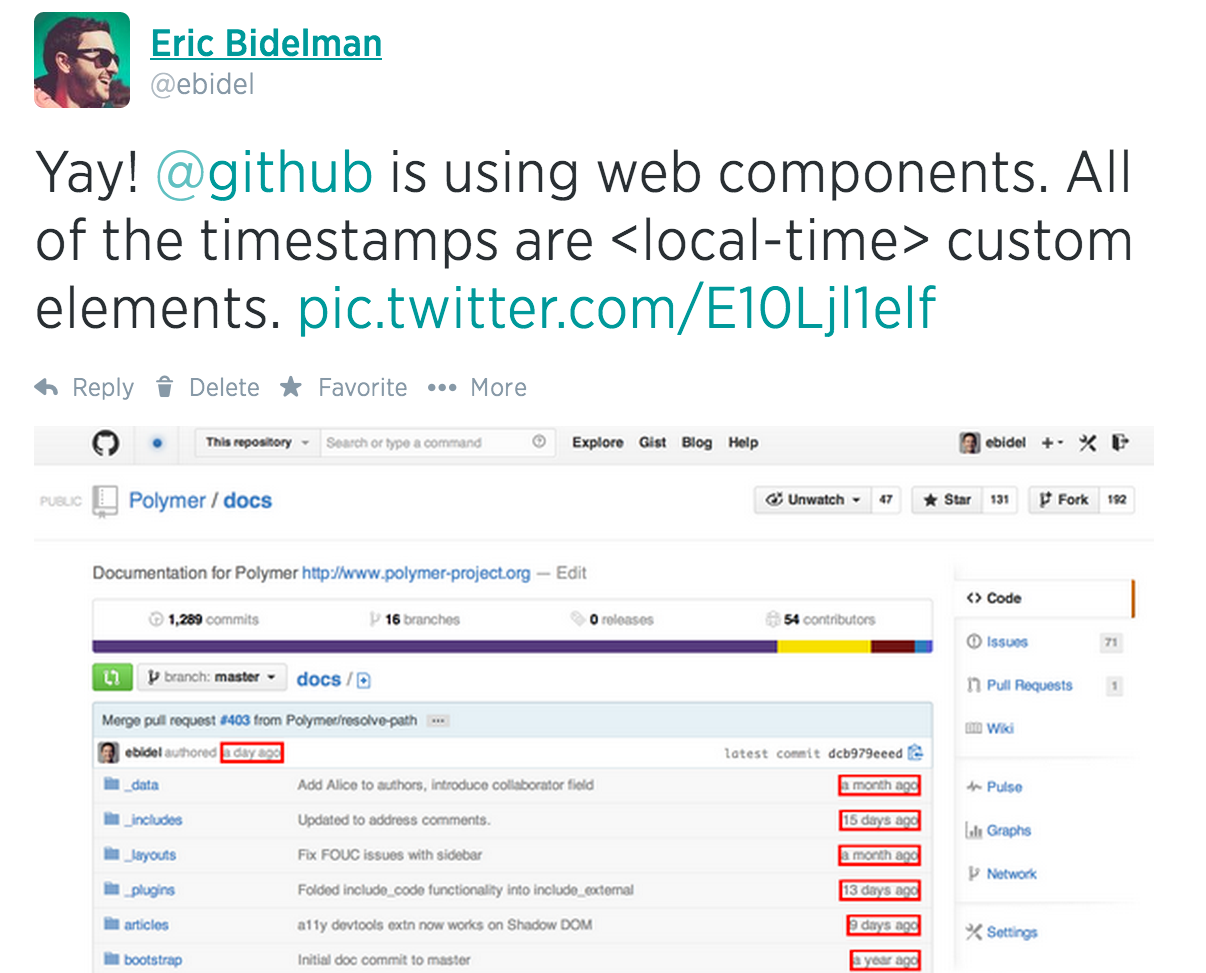 Eric Bidelman
@ebidel
Yay! @github is using web components. All
of the timestamps are <local-time> custom
elements. pic.twitter.com/E10Ljl1elf
Reply Delete Favorite More
This repository Search or type a command Explore Gist Blog Help ebidel
PUBLIC Polymer / docs Unwatch 47 Star 131 Fork 192
Documentation for Polymer http://www.polymer-project.org — Edit
1,289 commits 16 branches 0 releases 54 contributors
branch: master docs /
Merge pull request #403 from Polymer/resolve-path ...
ebidel authored a day ago latest commit dcb979eeed
_data Add Alice to authors, introduce collaborator field a month ago
_includes Updated to address comments. 15 days ago
_layouts Fix FOUC issues with sidebar a month ago
_plugins Folded include_code functionality into include_external 13 days ago
articles a11y devtools extn now works on Shadow DOM 9 days ago
bootstrap Initial doc commit to master a year ago
<> Code
Issues 71
Pull Requests 1
Wiki
Pulse
Graphs
Network
Settings